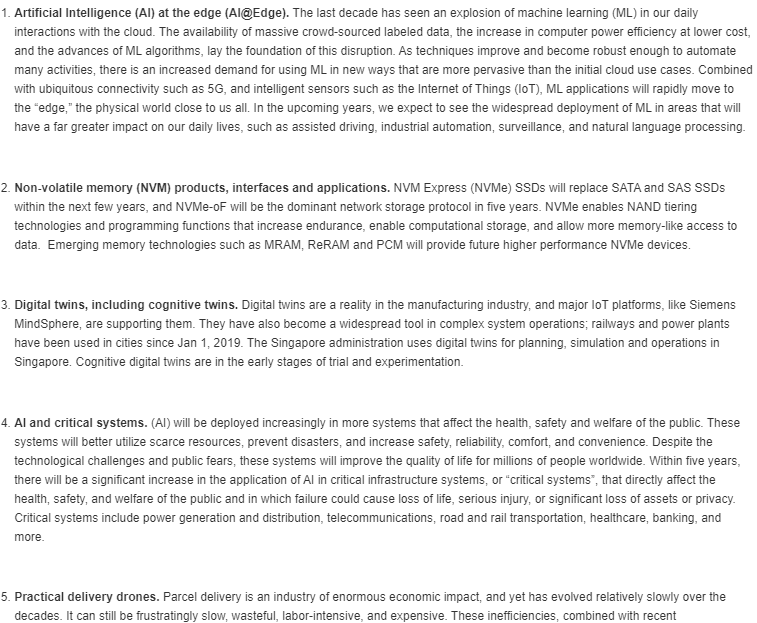 1. Artificial Intelligence (AI) at the edge (AI@Edge). The last decade has seen an explosion of machine learning (ML) in our daily
interactions with the cloud. The availability of massive crowd-sourced labeled data, the increase in computer power efficiency at lower cost,
and the advances of ML algorithms, lay the foundation of this disruption. As techniques improve and become robust enough to automate
many activities, there is an increased demand for using ML in new ways that are more pervasive than the initial cloud use cases. Combined
with ubiquitous connectivity such as 5G, and intelligent sensors such as the Internet of Things (IoT), ML applications will rapidly move to
the “edge,” the physical world close to us all. In the upcoming years, we expect to see the widespread deployment of ML in areas that will
have a far greater impact on our daily lives, such as assisted driving, industrial automation, surveillance, and natural language processing.
2. Non-volatile memory (NVM) products, interfaces and applications. NVM Express (NVMe) SSDs will replace SATA and SAS SSDs
within the next few years, and NVMe-oF will be the dominant network storage protocol in five years. NVMe enables NAND tiering
technologies and programming functions that increase endurance, enable computational storage, and allow more memory-like access to
data.  Emerging memory technologies such as MRAM, ReRAM and PCM will provide future higher performance NVMe devices.
3. Digital twins, including cognitive twins. Digital twins are a reality in the manufacturing industry, and major IoT platforms, like Siemens
MindSphere, are supporting them. They have also become a widespread tool in complex system operations; railways and power plants
have been used in cities since Jan 1, 2019. The Singapore administration uses digital twins for planning, simulation and operations in
Singapore. Cognitive digital twins are in the early stages of trial and experimentation.
4. AI and critical systems. (AI) will be deployed increasingly in more systems that affect the health, safety and welfare of the public. These
systems will better utilize scarce resources, prevent disasters, and increase safety, reliability, comfort, and convenience. Despite the
technological challenges and public fears, these systems will improve the quality of life for millions of people worldwide. Within five years,
there will be a significant increase in the application of AI in critical infrastructure systems, or “critical systems”, that directly affect the
health, safety, and welfare of the public and in which failure could cause loss of life, serious injury, or significant loss of assets or privacy.
Critical systems include power generation and distribution, telecommunications, road and rail transportation, healthcare, banking, and
more.
5. Practical delivery drones. Parcel delivery is an industry of enormous economic impact, and yet has evolved relatively slowly over the
decades. It can still be frustratingly slow, wasteful, labor-intensive, and expensive. These inefficiencies, combined with recent